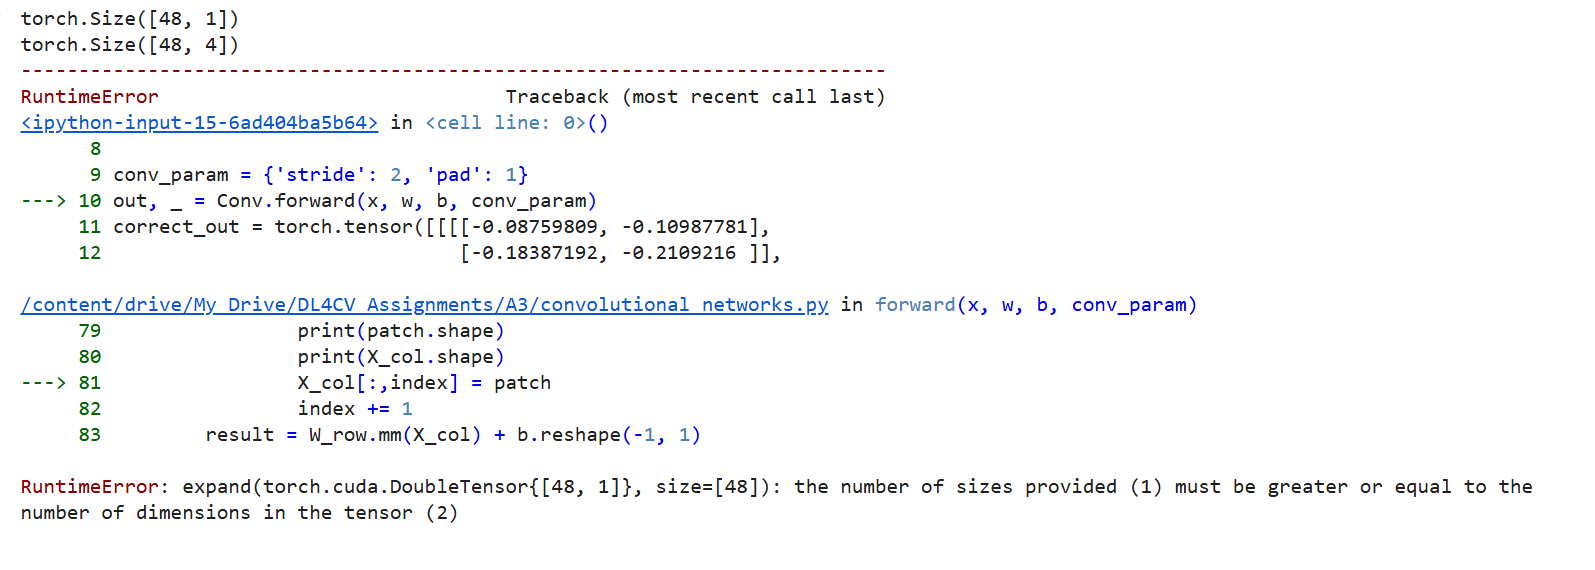 torch.Size([48, 1])
torch.Size([48, 4])
---------------------------------------------------------------------------
RuntimeError                              Traceback (most recent call last)
<ipython-input-15-6ad404ba5b64> in <cell line: 0>()
      8
      9 conv_param = {'stride': 2, 'pad': 1}
---> 10 out, _ = Conv.forward(x, w, b, conv_param)
     11 correct_out = torch.tensor([[[[-0.08759809, -0.10987781],
     12                               [-0.18387192, -0.2109216 ]],
/content/drive/My Drive/DL4CV_Assignments/A3/convolutional_networks.py in forward(x, w, b, conv_param)
     79                 print(patch.shape)
     80                 print(X_col.shape)
---> 81                 X_col[:,index] = patch
     82                 index += 1
     83         result = W_row.mm(X_col) + b.reshape(-1, 1)
RuntimeError: expand(torch.cuda.DoubleTensor{[48, 1]}, size=[48]): the number of sizes provided (1) must be greater or equal to the
number of dimensions in the tensor (2)